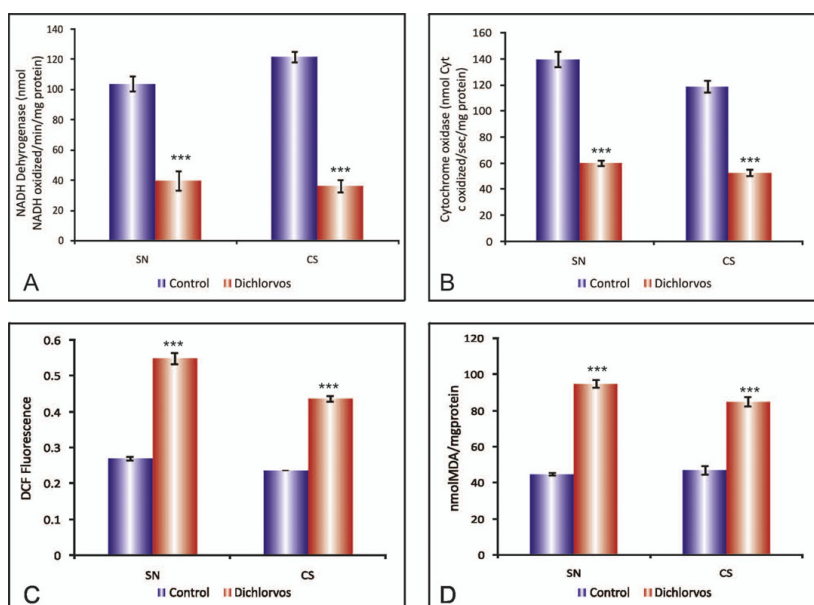 NADH Dehyrogenase (nmol
NADH oxidized/min/mg protein)
140
120
100
80
60
40
20
0
***
***
SN
CS
Control
Dichlorvos
A
Cytochrome oxidase (nmol Cyt
c oxidized/sec/mg protein)
160
140
120
100
80
60
40
20
0
***
***
SN
CS
Control
Dichlorvos
B
DCF Fluorescence
0.6
0.5
0.4
0.3
0.2
0.1
0
***
***
SN
CS
Control
Dichlorvos
C
nmolMDA/mgprotein
120
100
80
60
40
20
0
***
***
SN
CS
Control
Dichlorvos
D